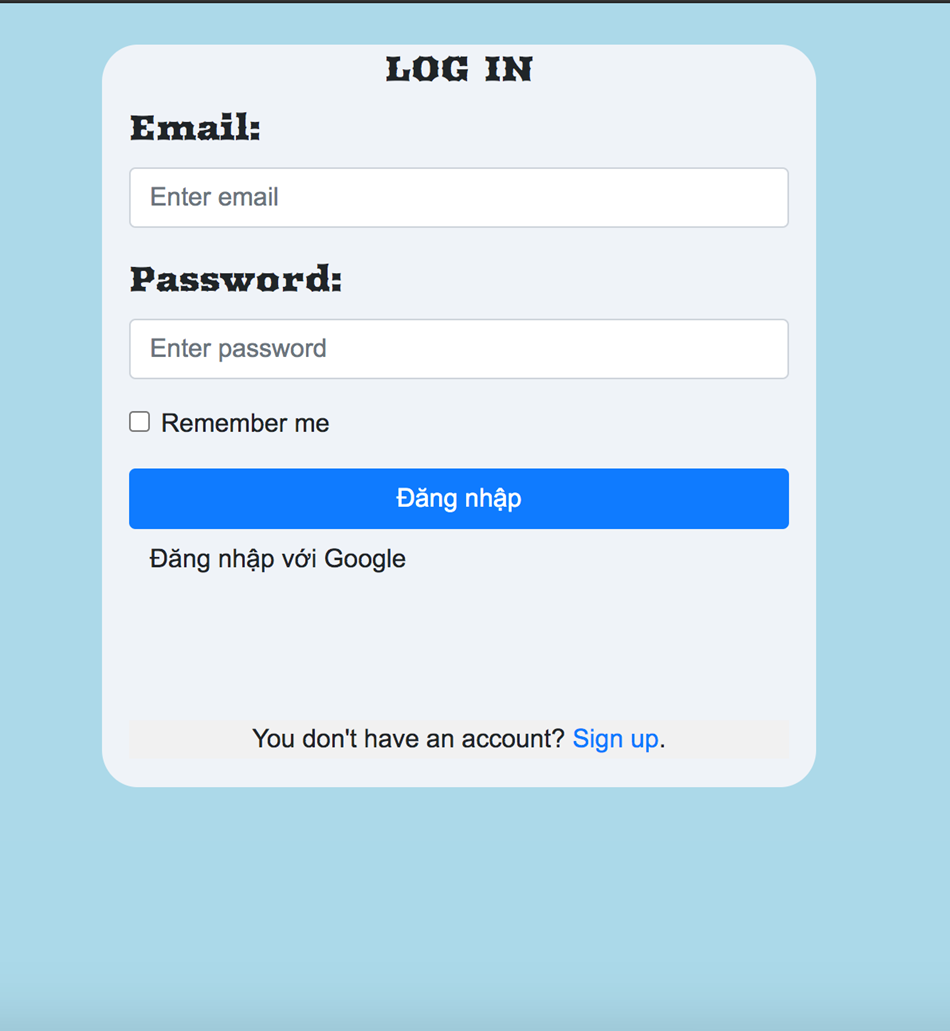 LOG IN
Email:
Enter email
Password:
Enter password
Remember me
Đăng nhập
Đăng nhập với Google
You don't have an account? Sign up.